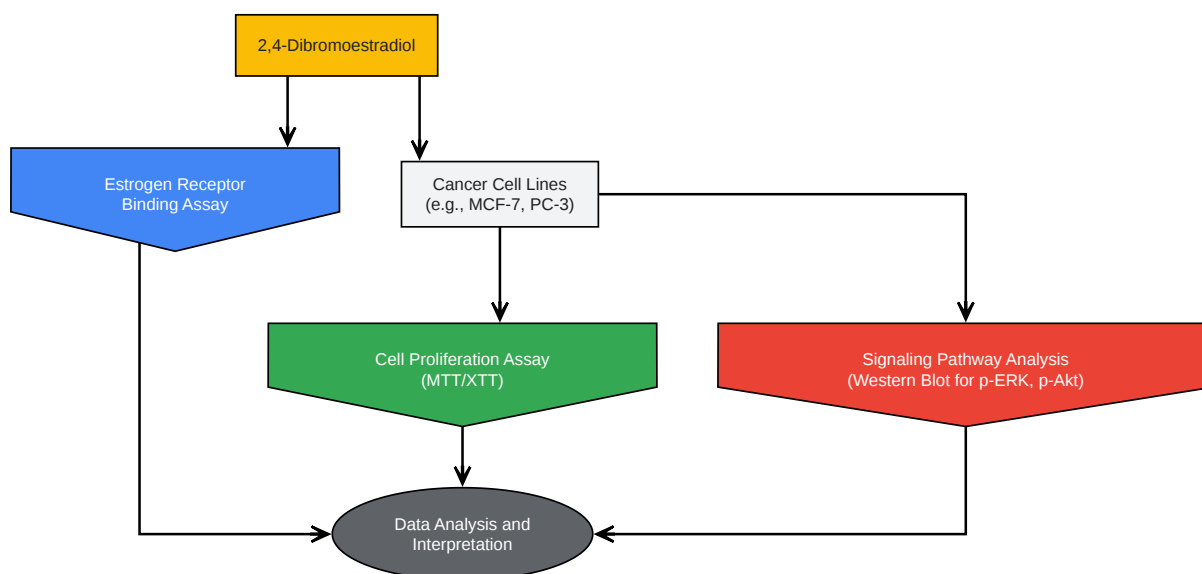 2,4-Dibromoestradiol
Estrogen Receptor
Binding Assay
Cancer Cell Lines
(e.g., MCF-7, PC-3)
Cell Proliferation Assay
(MTT/XTT)
Signaling Pathway Analysis
(Western Blot for p-ERK, p-Akt)
Data Analysis and
Interpretation